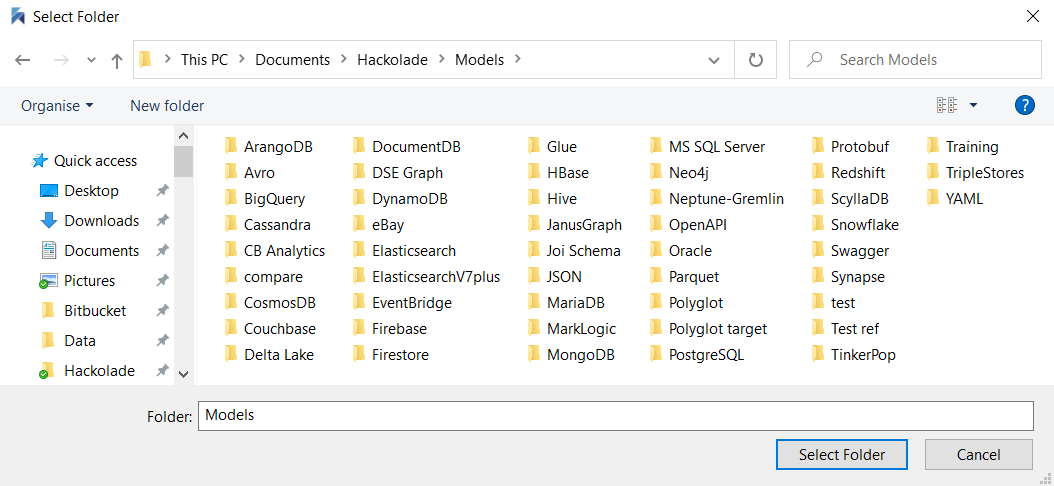 Select Folder
This PC > Documents > Hackolade > Models >
Search Models
Organise
New folder
?
Quick access
Desktop
Downloads
Documents
Pictures
Bitbucket
Data
Hackolade
ArangoDB
Avro
BigQuery
Cassandra
CB Analytics
compare
CosmosDB
Couchbase
Delta Lake
DocumentDB
DSE Graph
DynamoDB
eBay
Elasticsearch
ElasticsearchV7plus
EventBridge
Firebase
Firestore
Glue
HBase
Hive
JanusGraph
Joi Schema
JSON
MariaDB
MarkLogic
MongoDB
MS SQL Server
Neo4j
Neptune-Gremlin
OpenAPI
Oracle
Parquet
Polyglot
Polyglot target
PostgreSQL
Protobuf
Redshift
ScyllaDB
Snowflake
Swagger
Synapse
test
Test ref
TinkerPop
Training
TripleStores
YAML
Folder: Models
Select Folder
Cancel